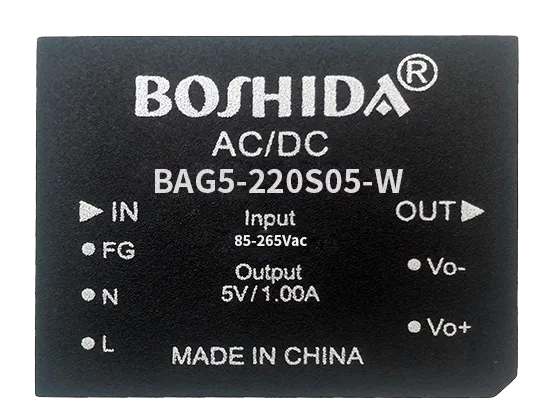 BOSHIDA®
AC/DC
BAG5-220S05-W
▶IN
Input
OUT▶
85-265Vac
• FG
Output
• Vo-
• N
5V/1.00A
• Vo+
• L
MADE IN CHINA